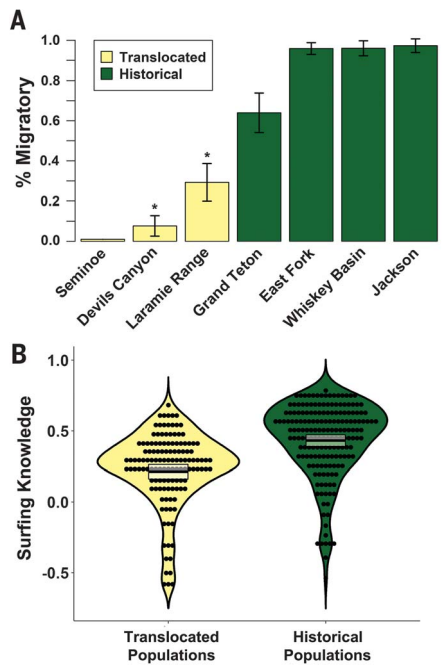 A
Translocated
Historical
% Migratory
1.0
0.8
0.6
0.4
0.2
0.0
*
*
Seminoe
Devils Canyon
Laramie Range
Grand Teton
East Fork
Whiskey Basin
Jackson
B
Surfing Knowledge
1.0
0.5
0.0
-0.5
Translocated
Populations
Historical
Populations